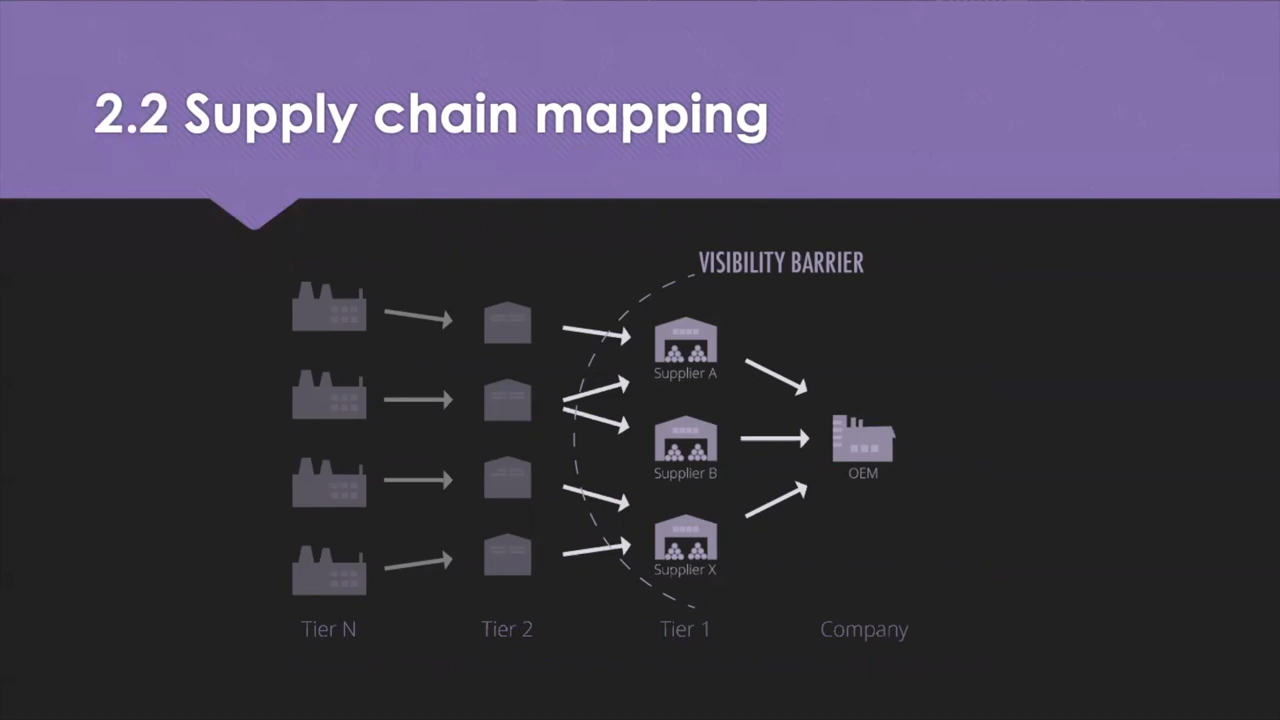 2.2 Supply chain mapping
VISIBILITY BARRIER
Supplier A
Supplier B
OEM
Supplier X
Tier N
Tier 2
Tier 1
Company